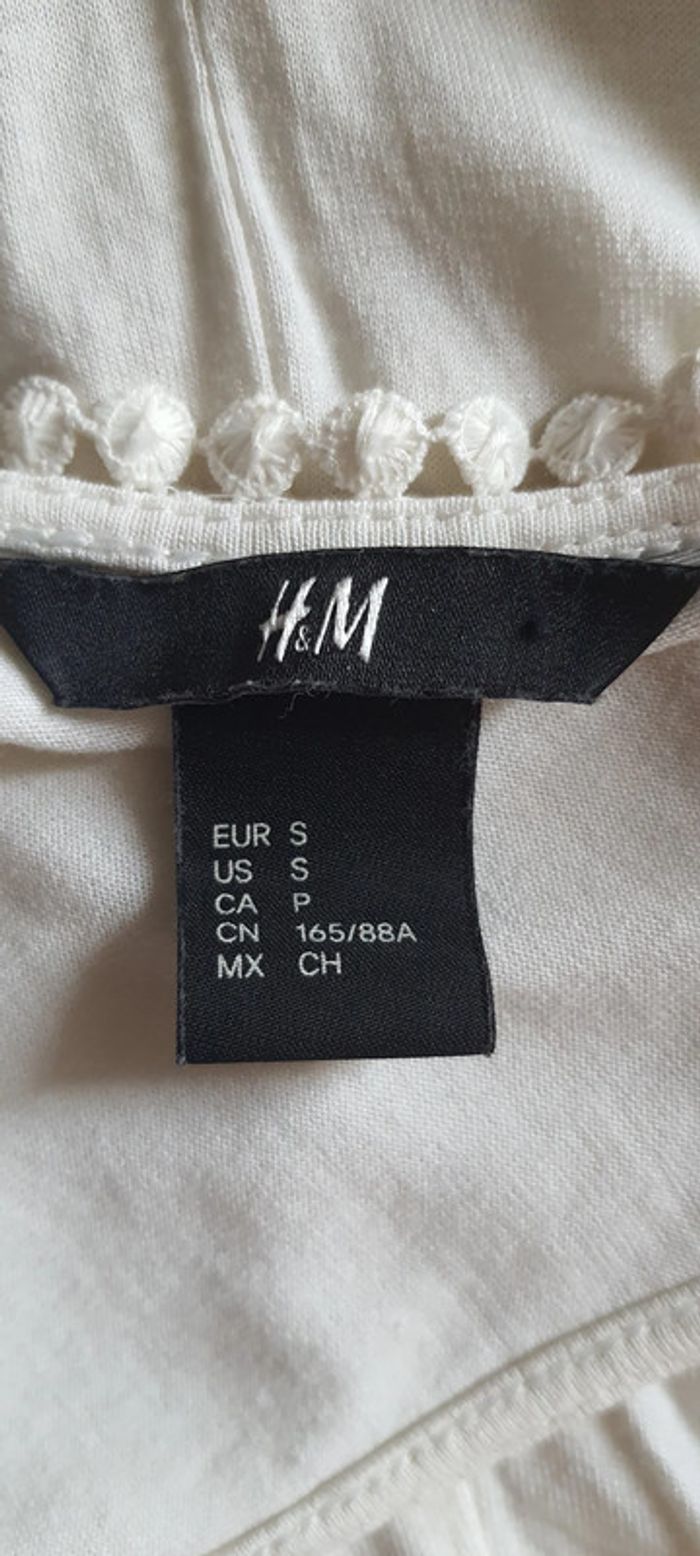 H&M
EUR S
US S
CA P
CN 165/88A
MX CH